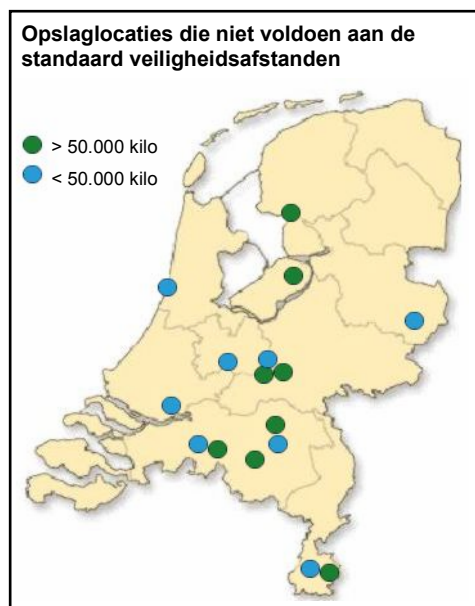 Opslaglocaties die niet voldoen aan de
standaard veiligheidsafstanden
> 50.000 kilo
< 50.000 kilo